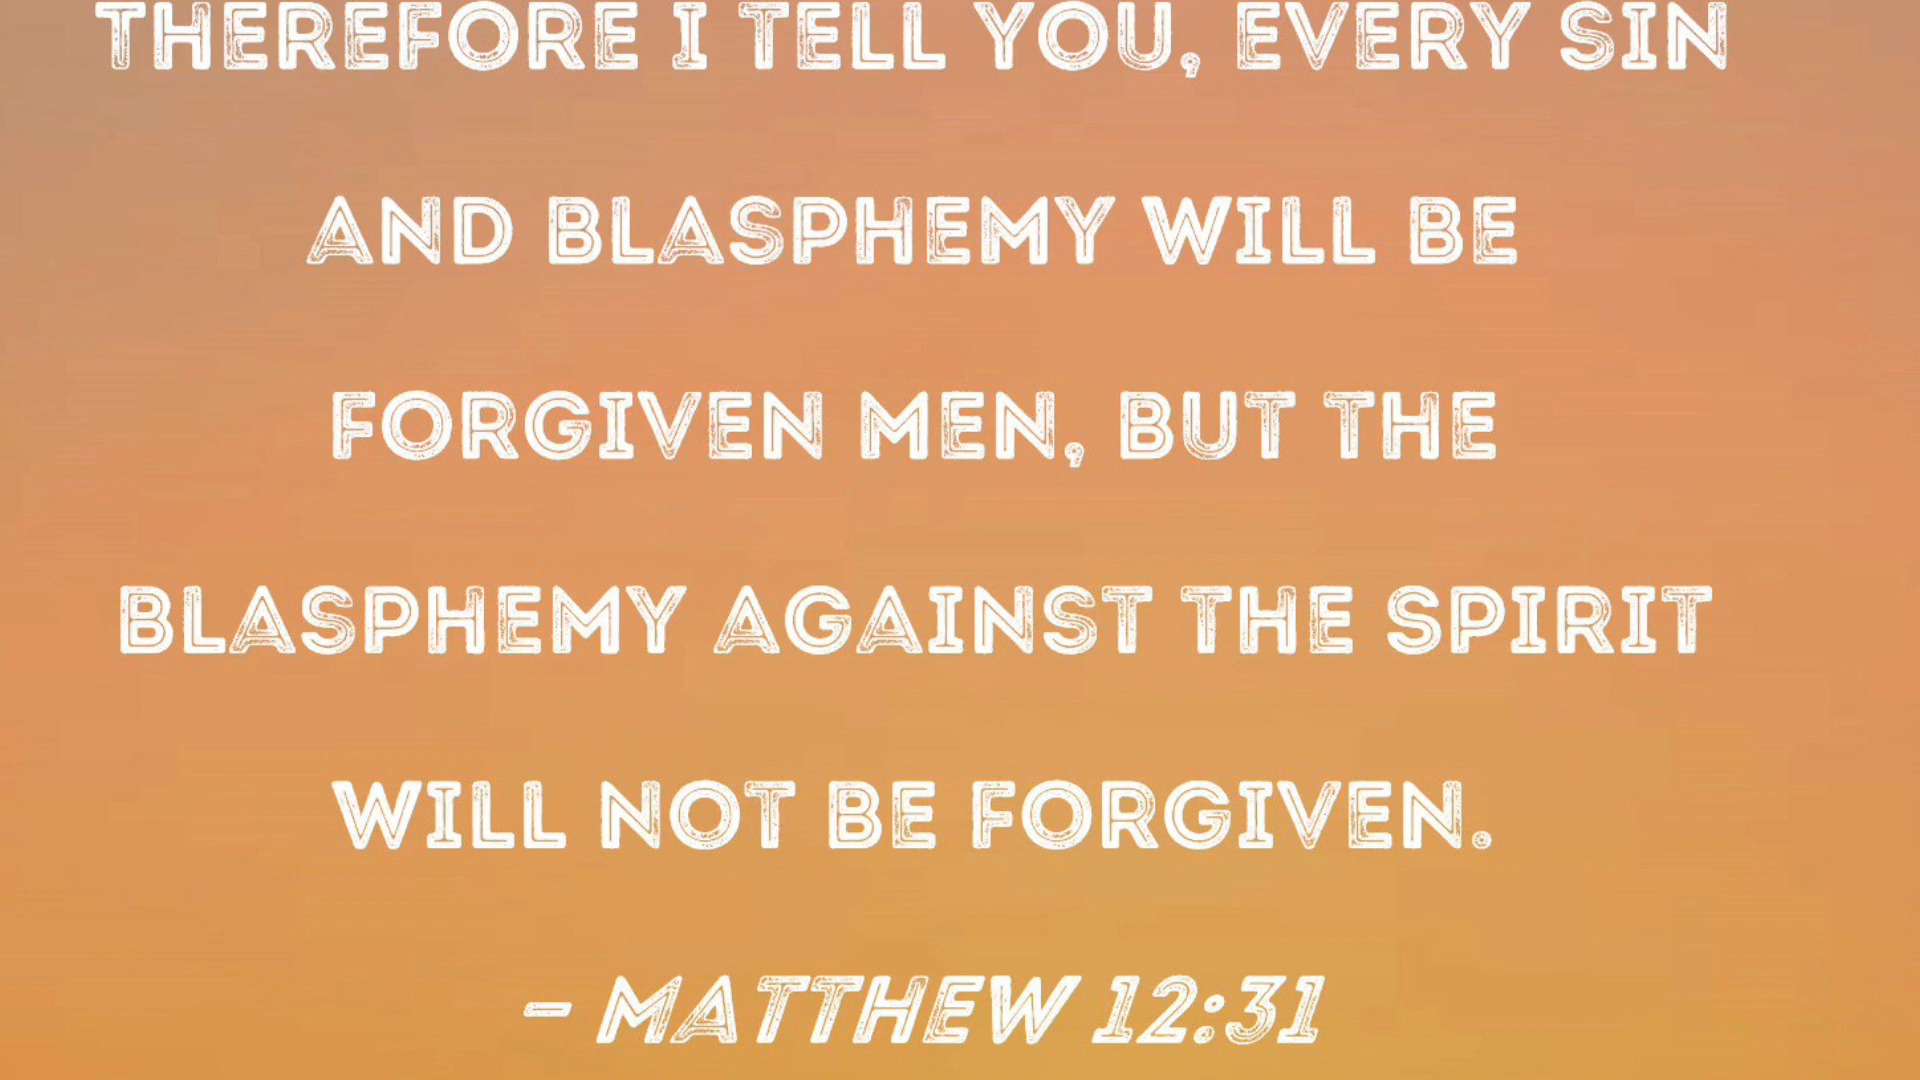 THEREFORE I TELL YOU, EVERY SIN
AND BLASPHEMY WILL BE
FORGIVEN MEN, BUT THE
BLASPHEMY AGAINST THE SPIRIT
WILL NOT BE FORGIVEN.
– MATTHEW 12:31